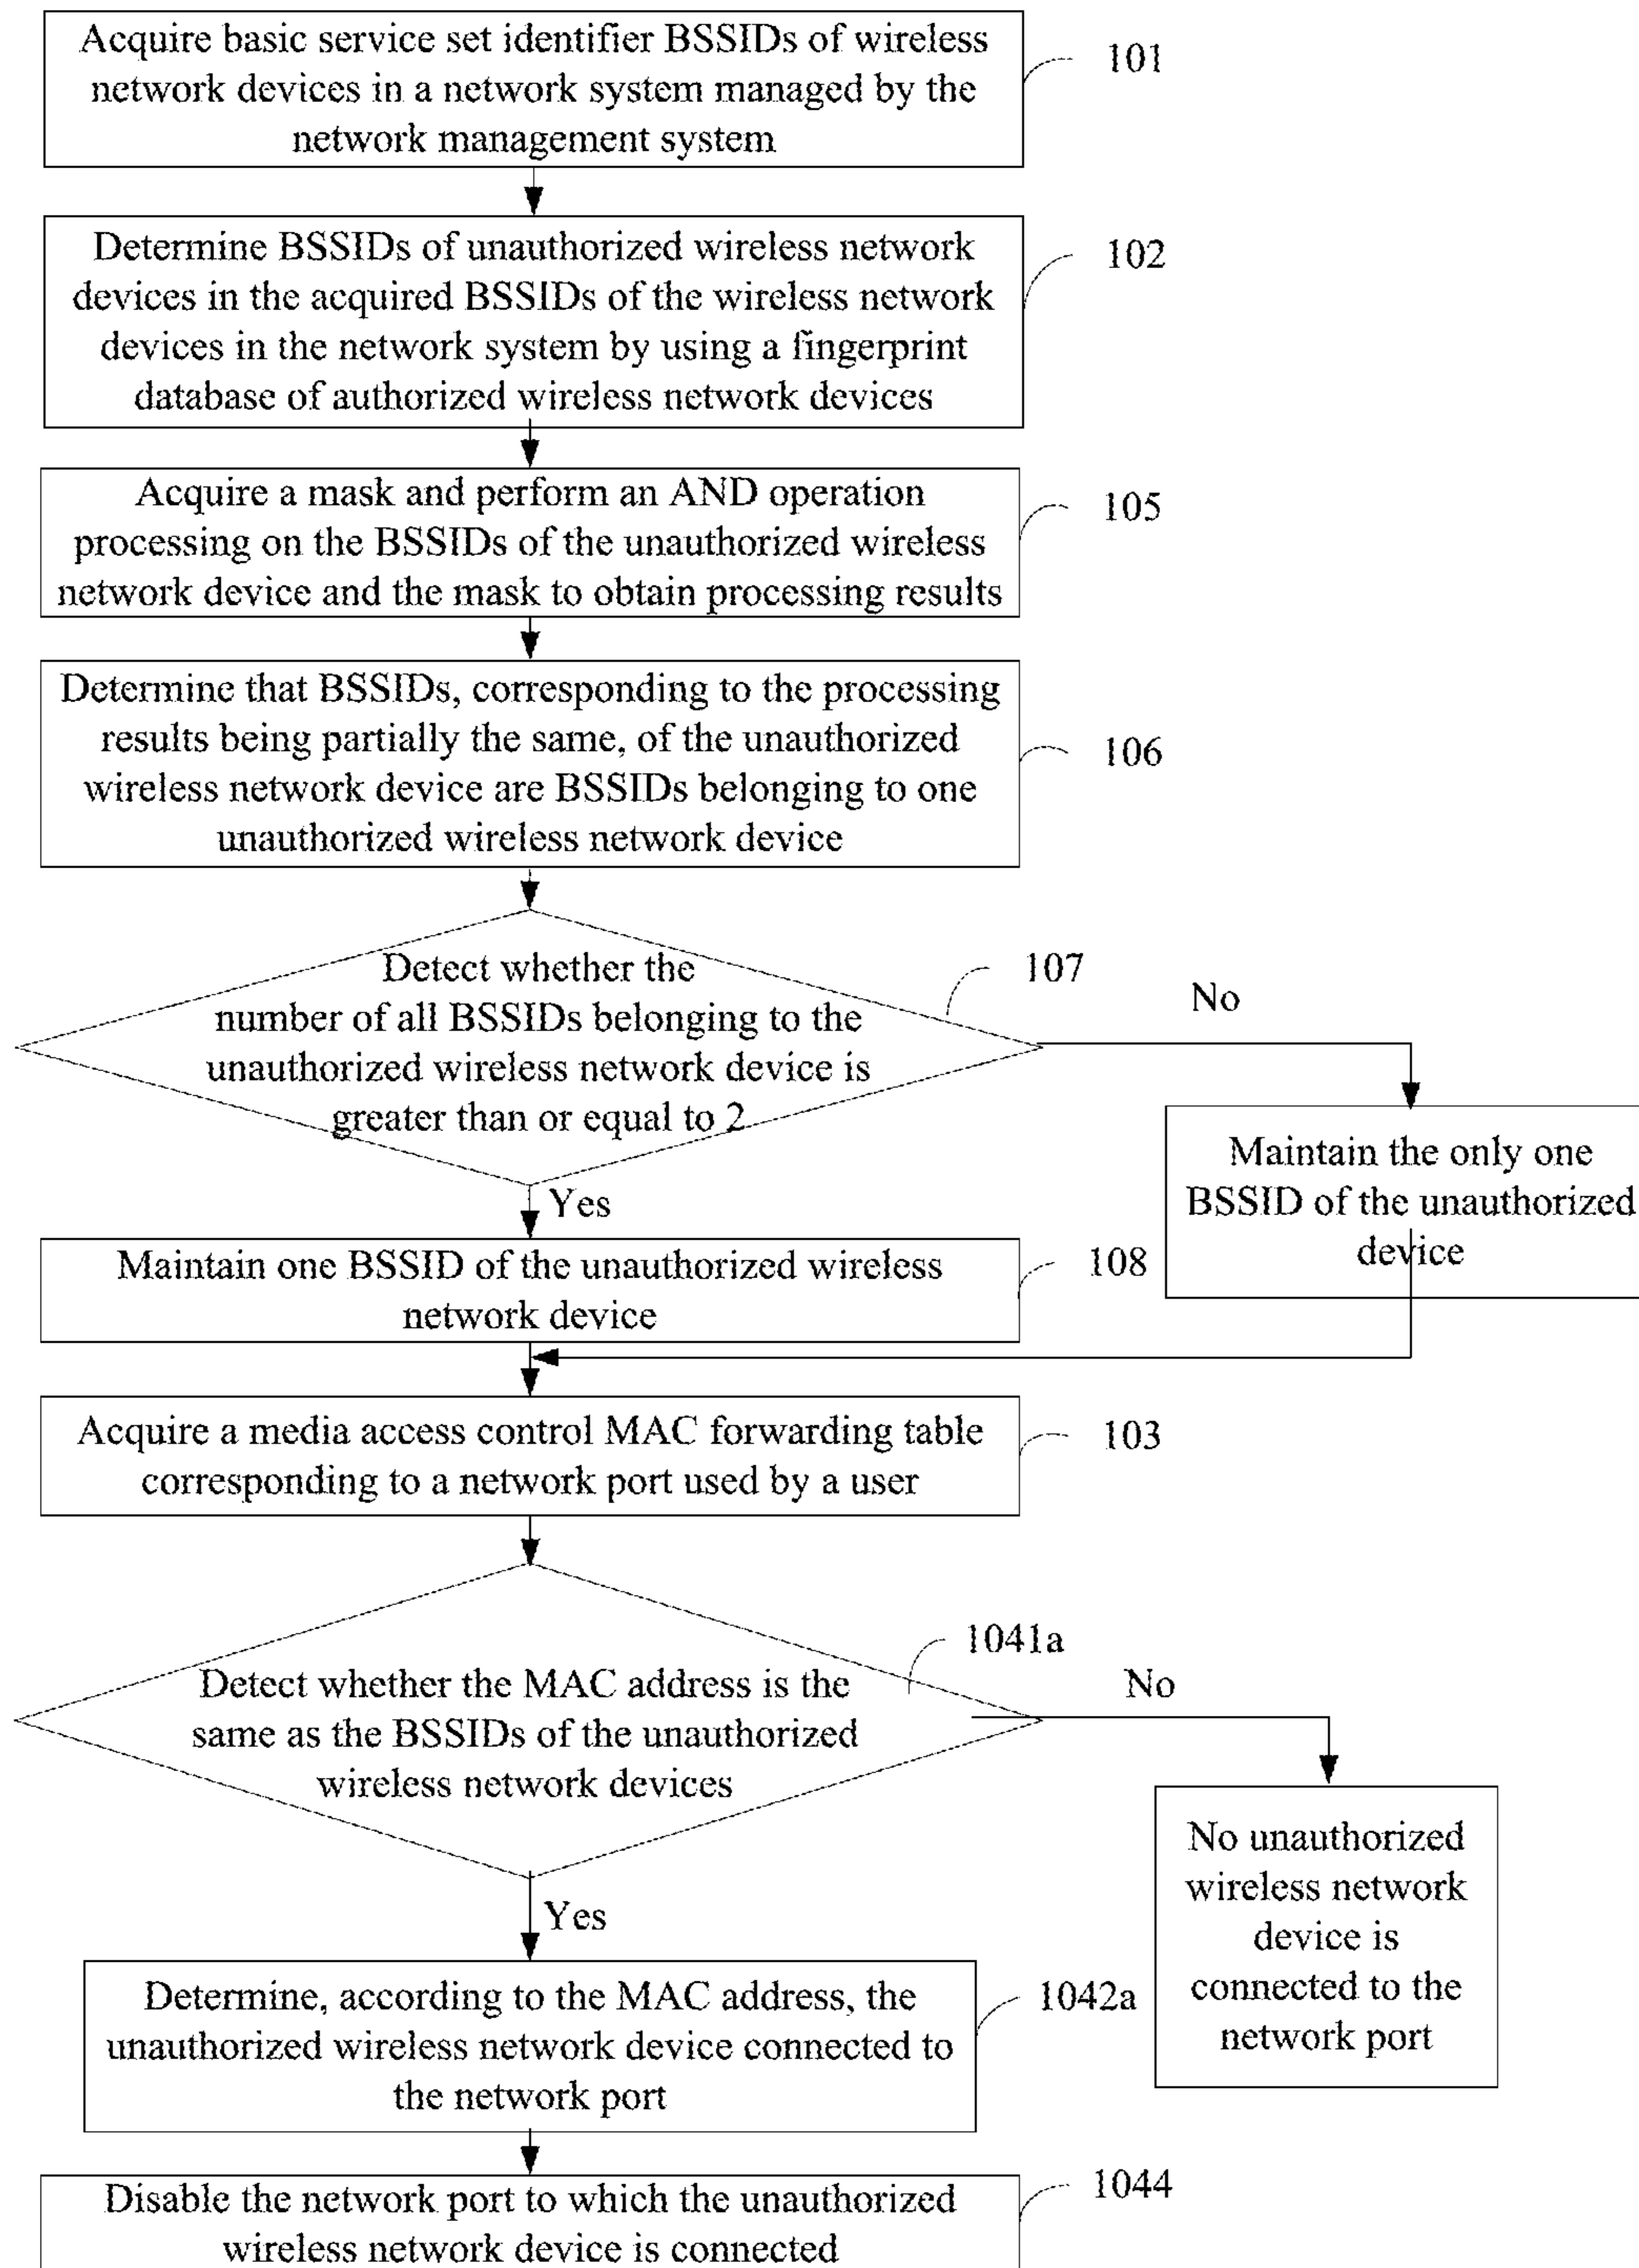 Acquire basic service set identifier BSSIDs of wireless
network devices in a network system managed by the
network management system
101
Determine BSSIDs of unauthorized wireless network
devices in the acquired BSSIDs of the wireless network
devices in the network system by using a fingerprint
database of authorized wireless network devices
102
Acquire a mask and perform an AND operation
processing on the BSSIDs of the unauthorized wireless
network device and the mask to obtain processing results
105
Determine that BSSIDs, corresponding to the processing
results being partially the same, of the unauthorized
wireless network device are BSSIDs belonging to one
unauthorized wireless network device
106
Detect whether the
number of all BSSIDs belonging to the
unauthorized wireless network device is
greater than or equal to 2
107
No
Maintain the only one
BSSID of the unauthorized
device
Yes
Maintain one BSSID of the unauthorized wireless
network device
108
Acquire a media access control MAC forwarding table
corresponding to a network port used by a user
103
Detect whether the MAC address is the
same as the BSSIDs of the unauthorized
wireless network devices
1041a
No
No unauthorized
wireless network
device is
connected to the
network port
Yes
Determine, according to the MAC address, the
unauthorized wireless network device connected to
the network port
1042a
Disable the network port to which the unauthorized
wireless network device is connected
1044